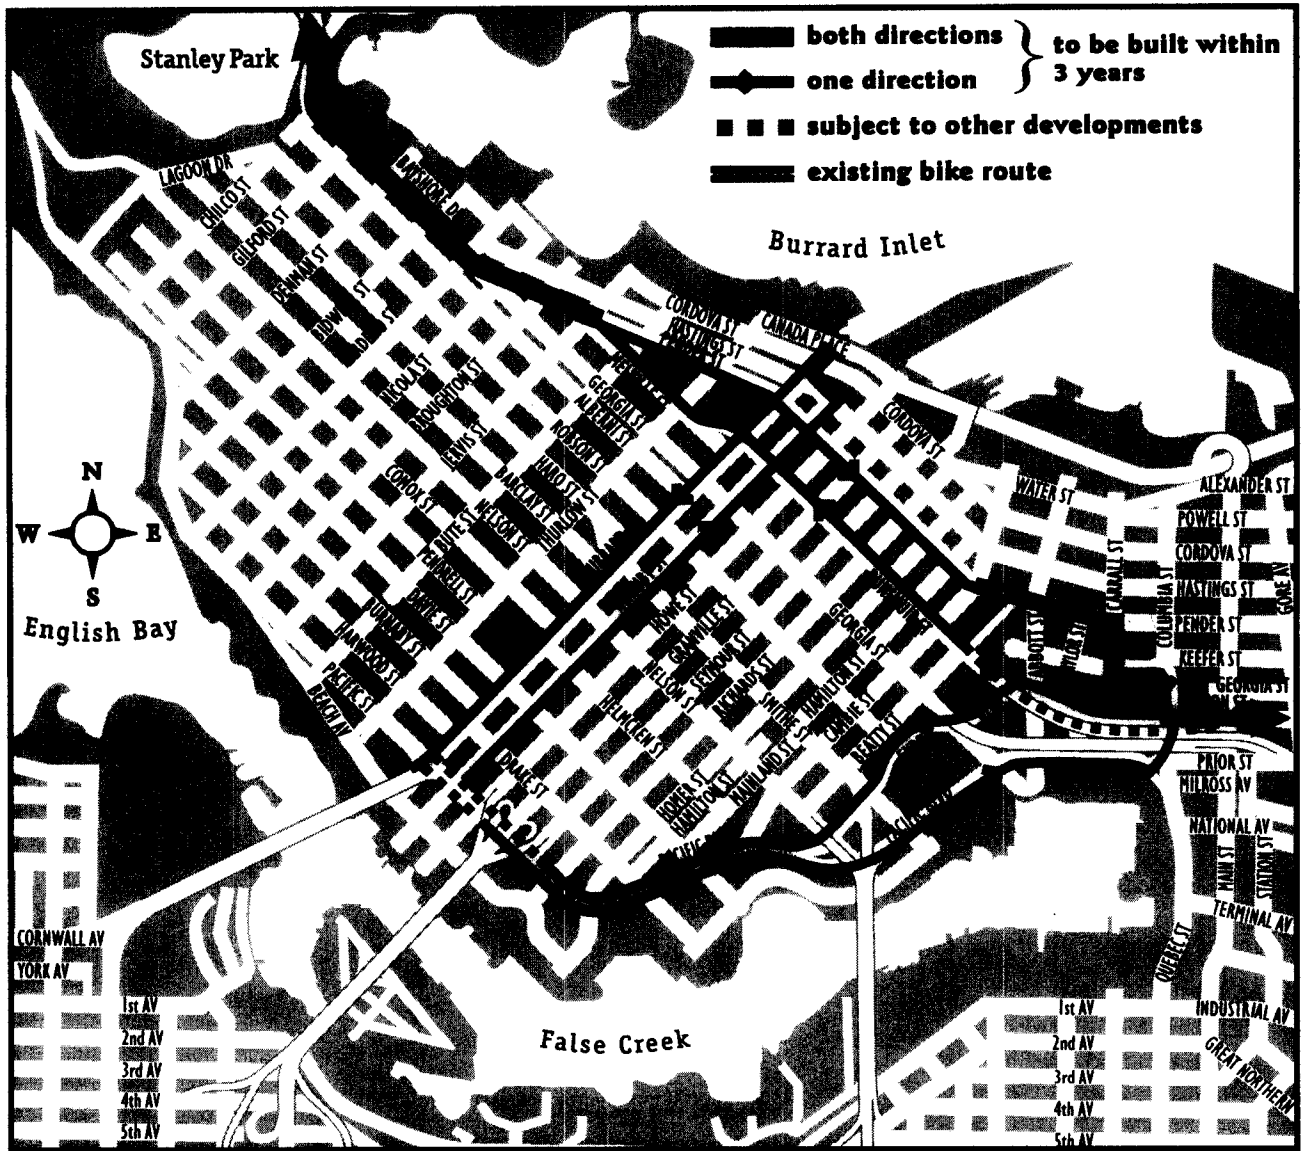 Stanley Park
both directions
one direction
to be built within
3 years
subject to other developments
existing bike route
Burrard Inlet
LAGOON DR
CHILCO ST
GILFORD ST
DENMAN ST
BAYSHORE D
CORDOVA ST
HASTINGS ST
CANADA PLACE
NICOLA ST
BROUGHTON ST
JERVIS ST
GEORGIA ST
ALBERNI ST
ROBSON ST
HARO ST
BARCLAY ST
NELSON ST
THURLOW ST
COMOX ST
BUTE ST
PENDRELL ST
DAVIE ST
BURNABY ST
HARWOOD ST
PACIFIC ST
BEACH AV
CORDOVA ST
WATER ST
ALEXANDER ST
POWELL ST
CORDOVA ST
HASTINGS ST
PENDER ST
KEEFER ST
GEORGIA ST
CARRALL ST
COLUMBIA ST
GORE AV
ABBOTT ST
TAYLOR ST
N
W E
S
English Bay
HOWE ST
GRANVILLE ST
SEYMOUR ST
RICHARDS ST
NELSON ST
HELMCKEN ST
SMITHE ST
HAMILTON ST
CAMBIE ST
BEATTY ST
GEORGIA ST
MAINLAND ST
HOMER ST
HAMILTON ST
DRAKE ST
PRIOR ST
MILROSS AV
NATIONAL AV
MAIN ST
STATION ST
TERMINAL AV
QUEBEC ST
INDUSTRIAL AV
GREAT NORTHERN
CORNWALL AV
YORK AV
1st AV
2nd AV
3rd AV
4th AV
5th AV
False Creek
1st AV
2nd AV
3rd AV
4th AV
5th AV